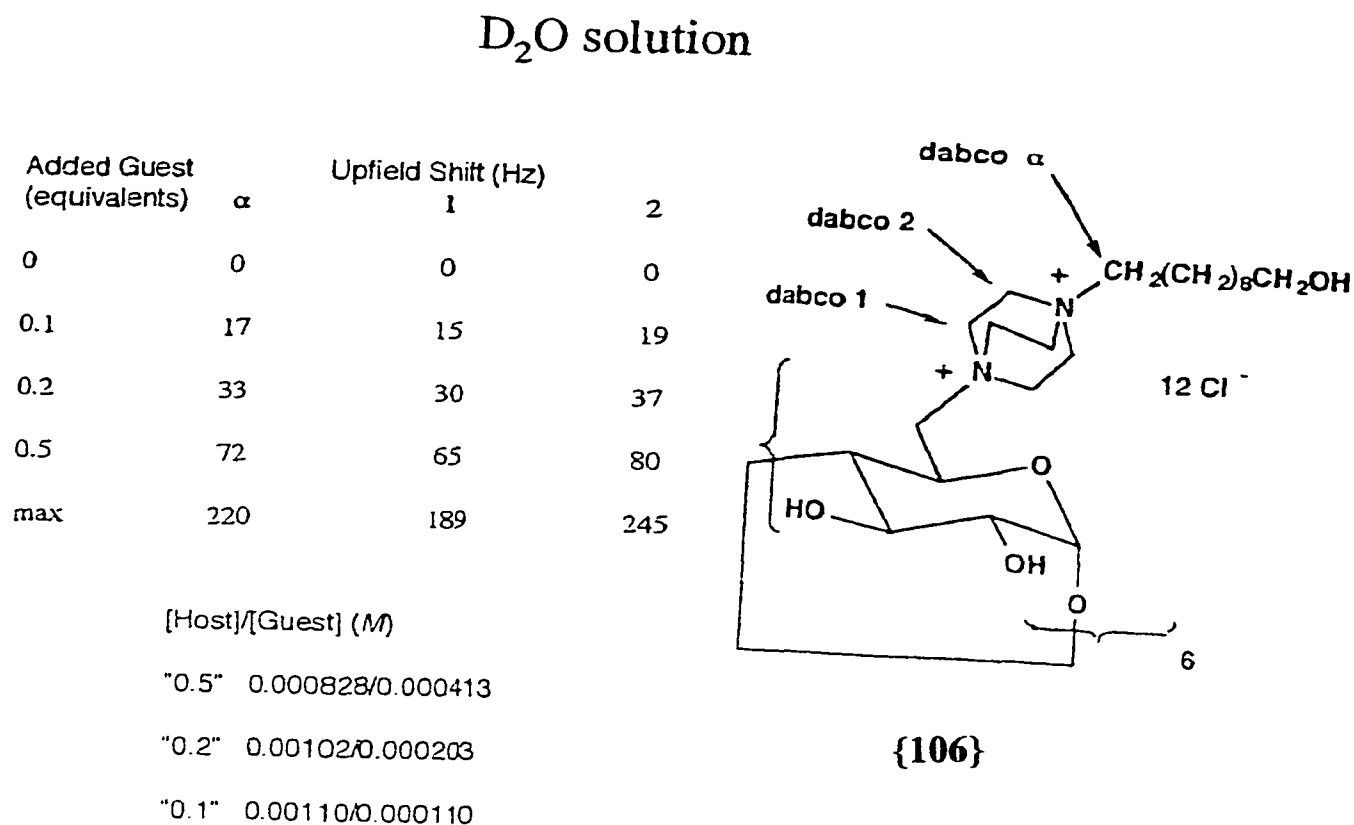 D₂O solution
Added Guest Upfield Shift (Hz)
(equivalents) α 1 2
0 0 0 0
0.1 17 15 19
0.2 33 30 37
0.5 72 65 80
max 220 189 245
[Host]/[Guest] (M)
"0.5" 0.000828/0.000413
"0.2" 0.00102/0.000203
"0.1" 0.00110/0.000110
dabco α
dabco 2
dabco 1
+ CH₂(CH₂)₈CH₂OH
N
+ N
12 Cl⁻
O
HO
OH
O
6
{106}